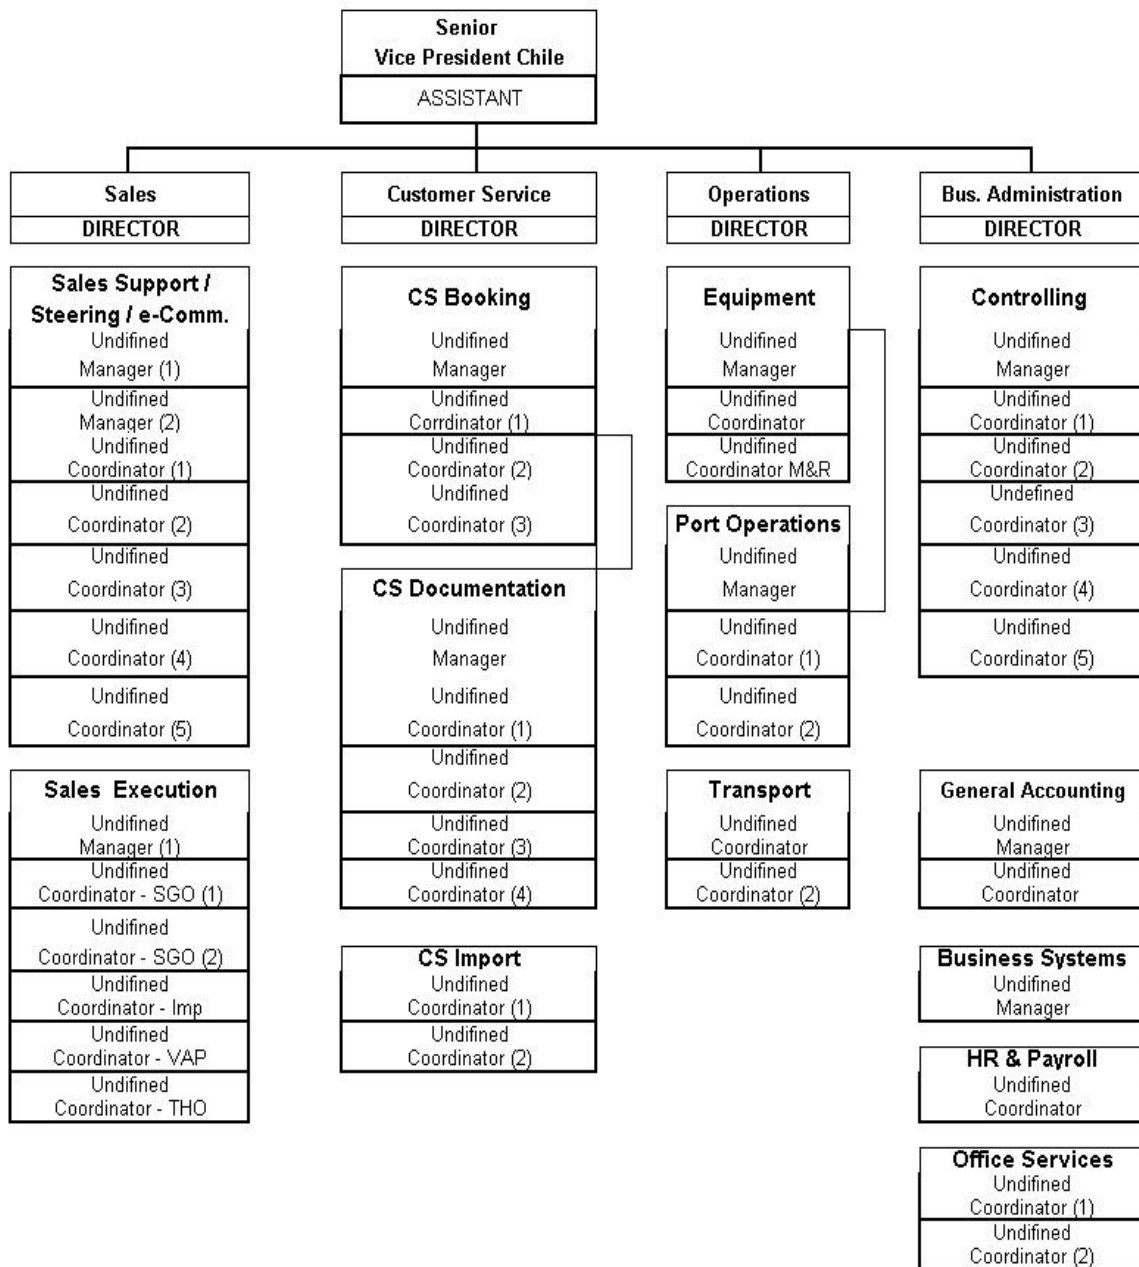 Senior
Vice President Chile
ASSISTANT
Sales
DIRECTOR
Sales Support /
Steering / e-Comm.
Undifined
Manager (1)
Undifined
Manager (2)
Undifined
Coordinator (1)
Undifined
Coordinator (2)
Undifined
Coordinator (3)
Undifined
Coordinator (4)
Undifined
Coordinator (5)
Sales Execution
Undifined
Manager (1)
Undifined
Coordinator - SGO (1)
Undifined
Coordinator - SGO (2)
Undifined
Coordinator - Imp
Undifined
Coordinator - VAP
Undifined
Coordinator - THO
Customer Service
DIRECTOR
CS Booking
Undifined
Manager
Undifined
Corrdinator (1)
Undifined
Coordinator (2)
Undifined
Coordinator (3)
CS Documentation
Undifined
Manager
Undifined
Coordinator (1)
Undifined
Coordinator (2)
Undifined
Coordinator (3)
Undifined
Coordinator (4)
CS Import
Undifined
Coordinator (1)
Undifined
Coordinator (2)
Operations
DIRECTOR
Equipment
Undifined
Manager
Undifined
Coordinator
Undifined
Coordinator M&R
Port Operations
Undifined
Manager
Undifined
Coordinator (1)
Undifined
Coordinator (2)
Transport
Undifined
Coordinator
Undifined
Coordinator (2)
Bus. Administration
DIRECTOR
Controlling
Undifined
Manager
Undifined
Coordinator (1)
Undifined
Coordinator (2)
Undefined
Coordinator (3)
Undifined
Coordinator (4)
Undifined
Coordinator (5)
General Accounting
Undifined
Manager
Undifined
Coordinator
Business Systems
Undifined
Manager
HR & Payroll
Undifined
Coordinator
Office Services
Undifined
Coordinator (1)
Undifined
Coordinator (2)